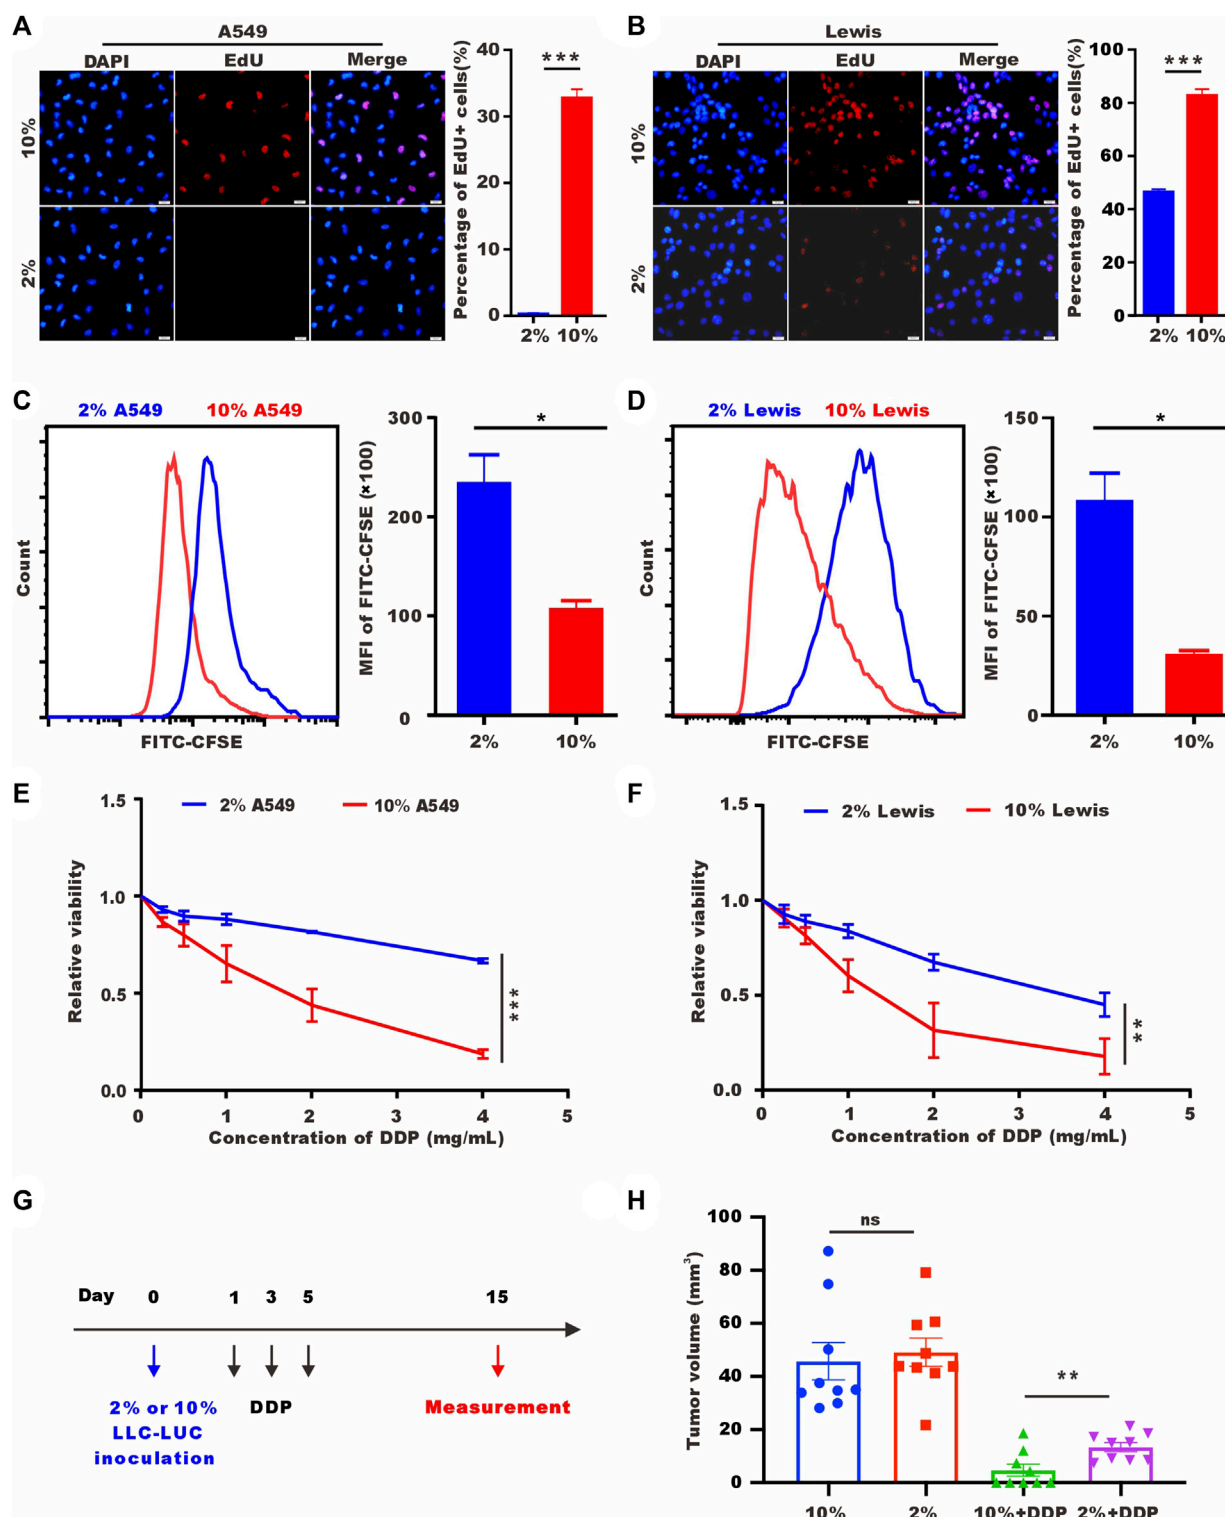 A
A549
DAPI EdU Merge
10%
2%
Percentage of EdU+ cells(%)
40
30
20
10
0
***
2% 10%
B
Lewis
DAPI EdU Merge
10%
2%
Percentage of EdU+ cells(%)
100
80
60
40
20
0
***
2% 10%
C
2% A549 10% A549
Count
FITC-CFSE
MFI of FITC-CFSE (×100)
300
200
100
0
*
2% 10%
D
2% Lewis 10% Lewis
Count
FITC-CFSE
MFI of FITC-CFSE (×100)
150
100
50
0
*
2% 10%
E
2% A549 10% A549
Relative viability
1.5
1.0
0.5
0.0
***
0 1 2 3 4 5
Concentration of DDP (mg/mL)
F
2% Lewis 10% Lewis
Relative viability
1.5
1.0
0.5
0.0
**
0 1 2 3 4 5
Concentration of DDP (mg/mL)
G
Day 0 1 3 5 15
2% or 10%
LLC-LUC
inoculation
DDP
Measurement
H
Tumor volume (mm³)
100
80
60
40
20
0
ns
**
10% 2% 10%+DDP 2%+DDP